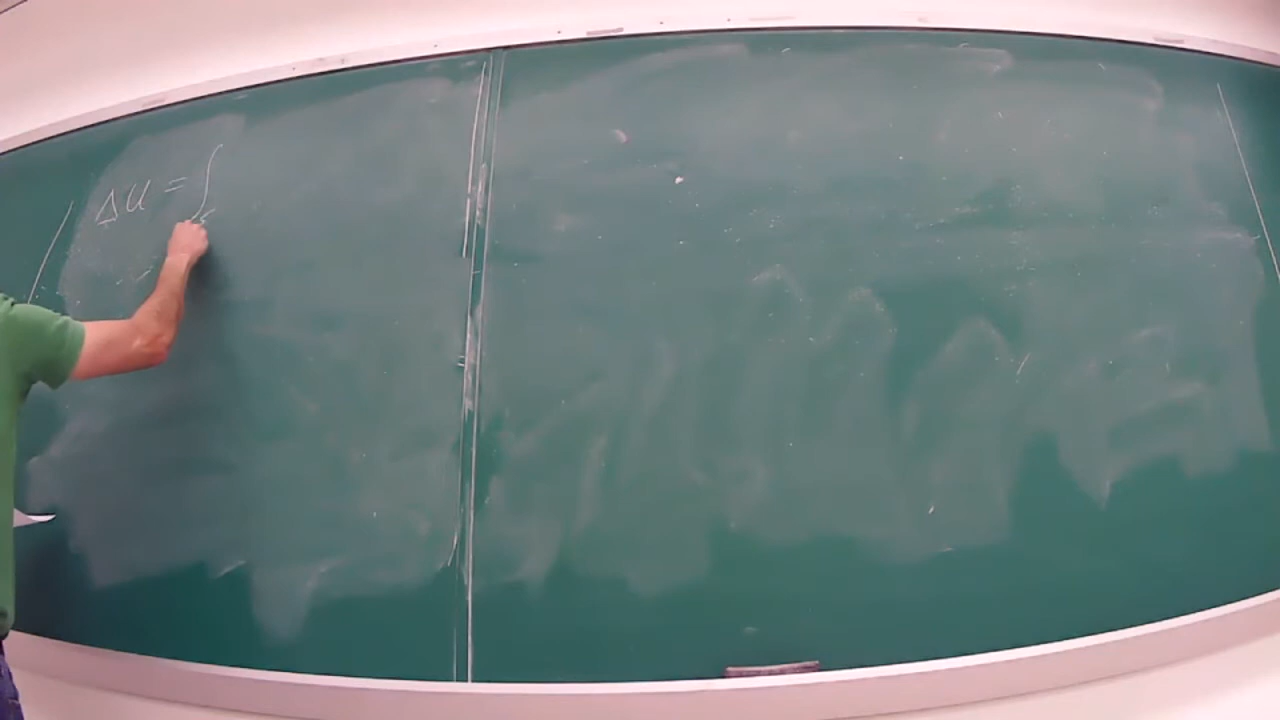 ΔU = ∫